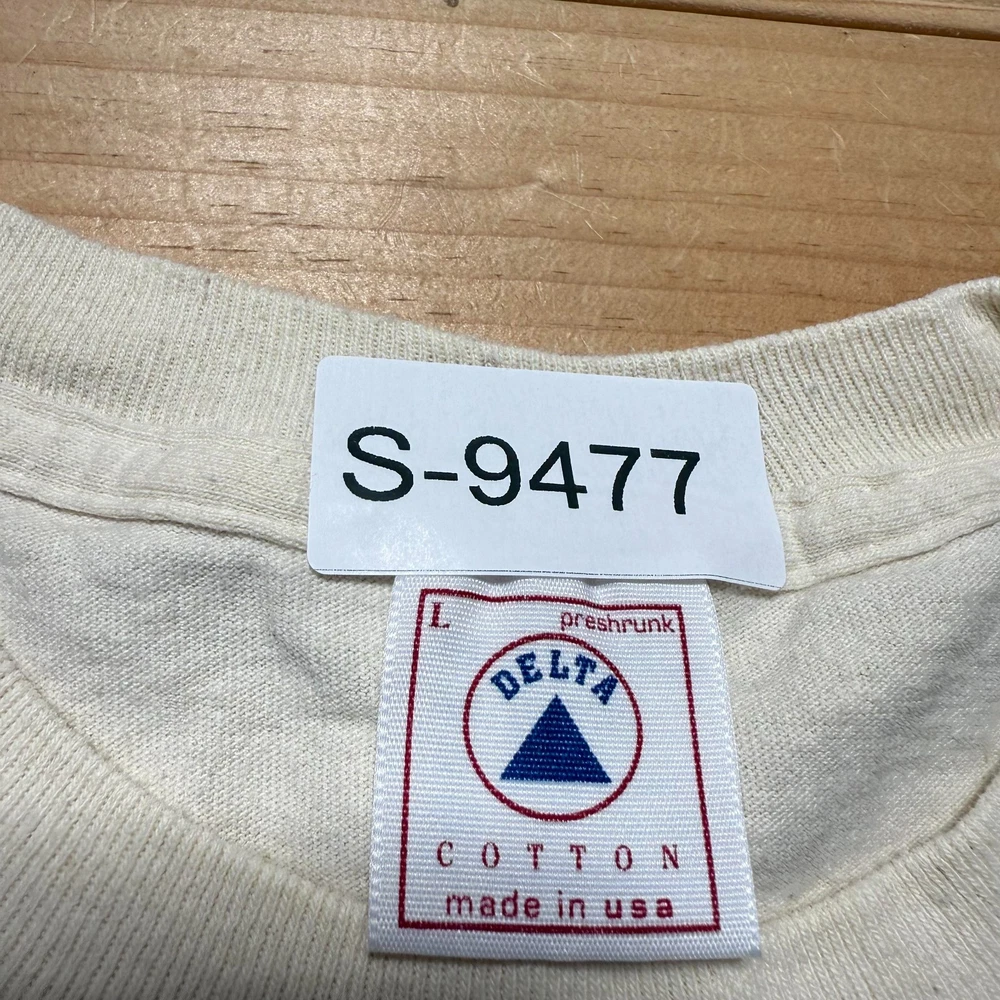 S-9477
L preshrunk
DELTA
COTTON
made in usa